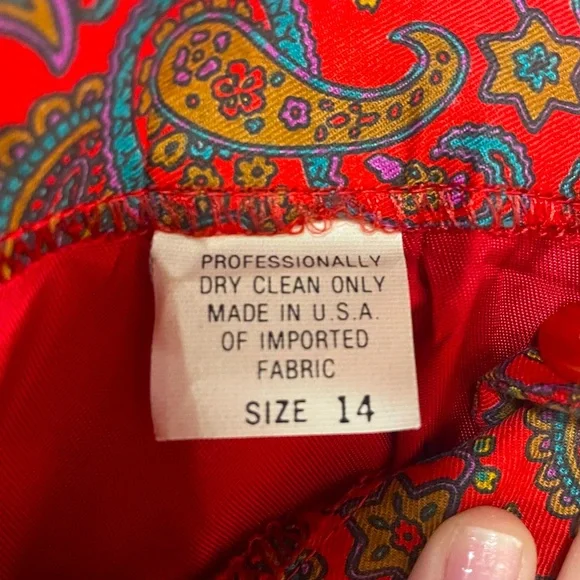 PROFESSIONALLY
DRY CLEAN ONLY
MADE IN U.S.A.
OF IMPORTED
FABRIC
SIZE 14